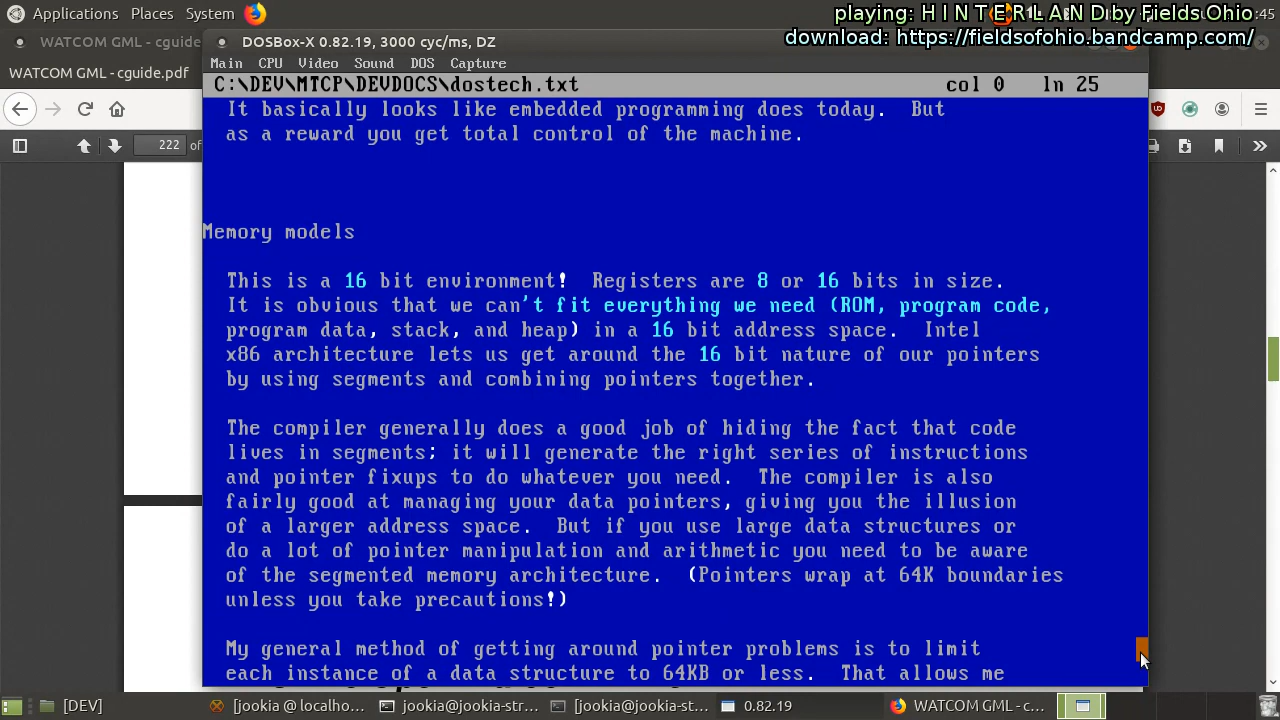 Applications Places System
:45
playing: H I N T E R L A N D by Fields Ohio
download: https://fieldsofohio.bandcamp.com/
WATCOM GML - cguide
DOSBox-X 0.82.19, 3000 cyc/ms, DZ
WATCOM GML - cguide.pdf
Main CPU Video Sound DOS Capture
C:\DEV\MTCP\DEVDOCS\dostech.txt col 0 ln 25
222 of
It basically looks like embedded programming does today. But
as a reward you get total control of the machine.
Memory models
This is a 16 bit environment! Registers are 8 or 16 bits in size.
It is obvious that we can't fit everything we need (ROM, program code,
program data, stack, and heap) in a 16 bit address space. Intel
x86 architecture lets us get around the 16 bit nature of our pointers
by using segments and combining pointers together.
The compiler generally does a good job of hiding the fact that code
lives in segments; it will generate the right series of instructions
and pointer fixups to do whatever you need. The compiler is also
fairly good at managing your data pointers, giving you the illusion
of a larger address space. But if you use large data structures or
do a lot of pointer manipulation and arithmetic you need to be aware
of the segmented memory architecture. (Pointers wrap at 64K boundaries
unless you take precautions!)
My general method of getting around pointer problems is to limit
each instance of a data structure to 64KB or less. That allows me
[DEV] [jookia @ localho... jookia@jookia-str... [jookia@jookia-st... 0.82.19 WATCOM GML - c...